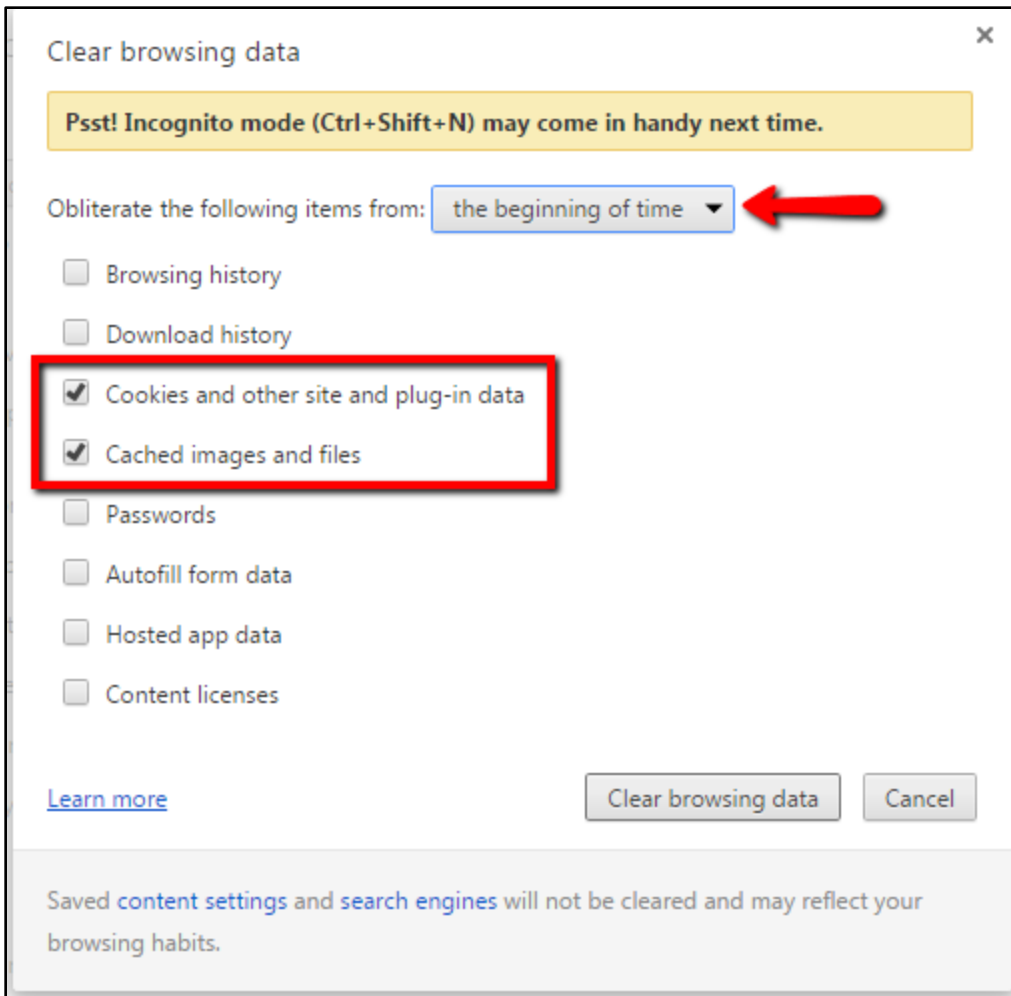 Clear browsing data
Psst! Incognito mode (Ctrl+Shift+N) may come in handy next time.
Obliterate the following items from: the beginning of time
Browsing history
Download history
Cookies and other site and plug-in data
Cached images and files
Passwords
Autofill form data
Hosted app data
Content licenses
Learn more Clear browsing data Cancel
Saved content settings and search engines will not be cleared and may reflect your
browsing habits.